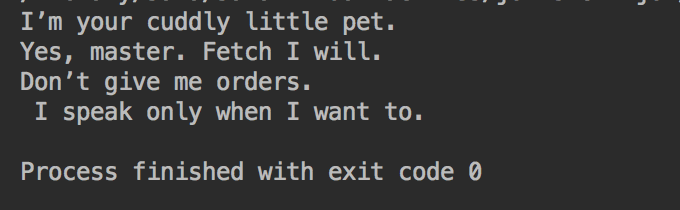 I’m your cuddly little pet.
Yes, master. Fetch I will.
Don’t give me orders.
 I speak only when I want to.
Process finished with exit code 0